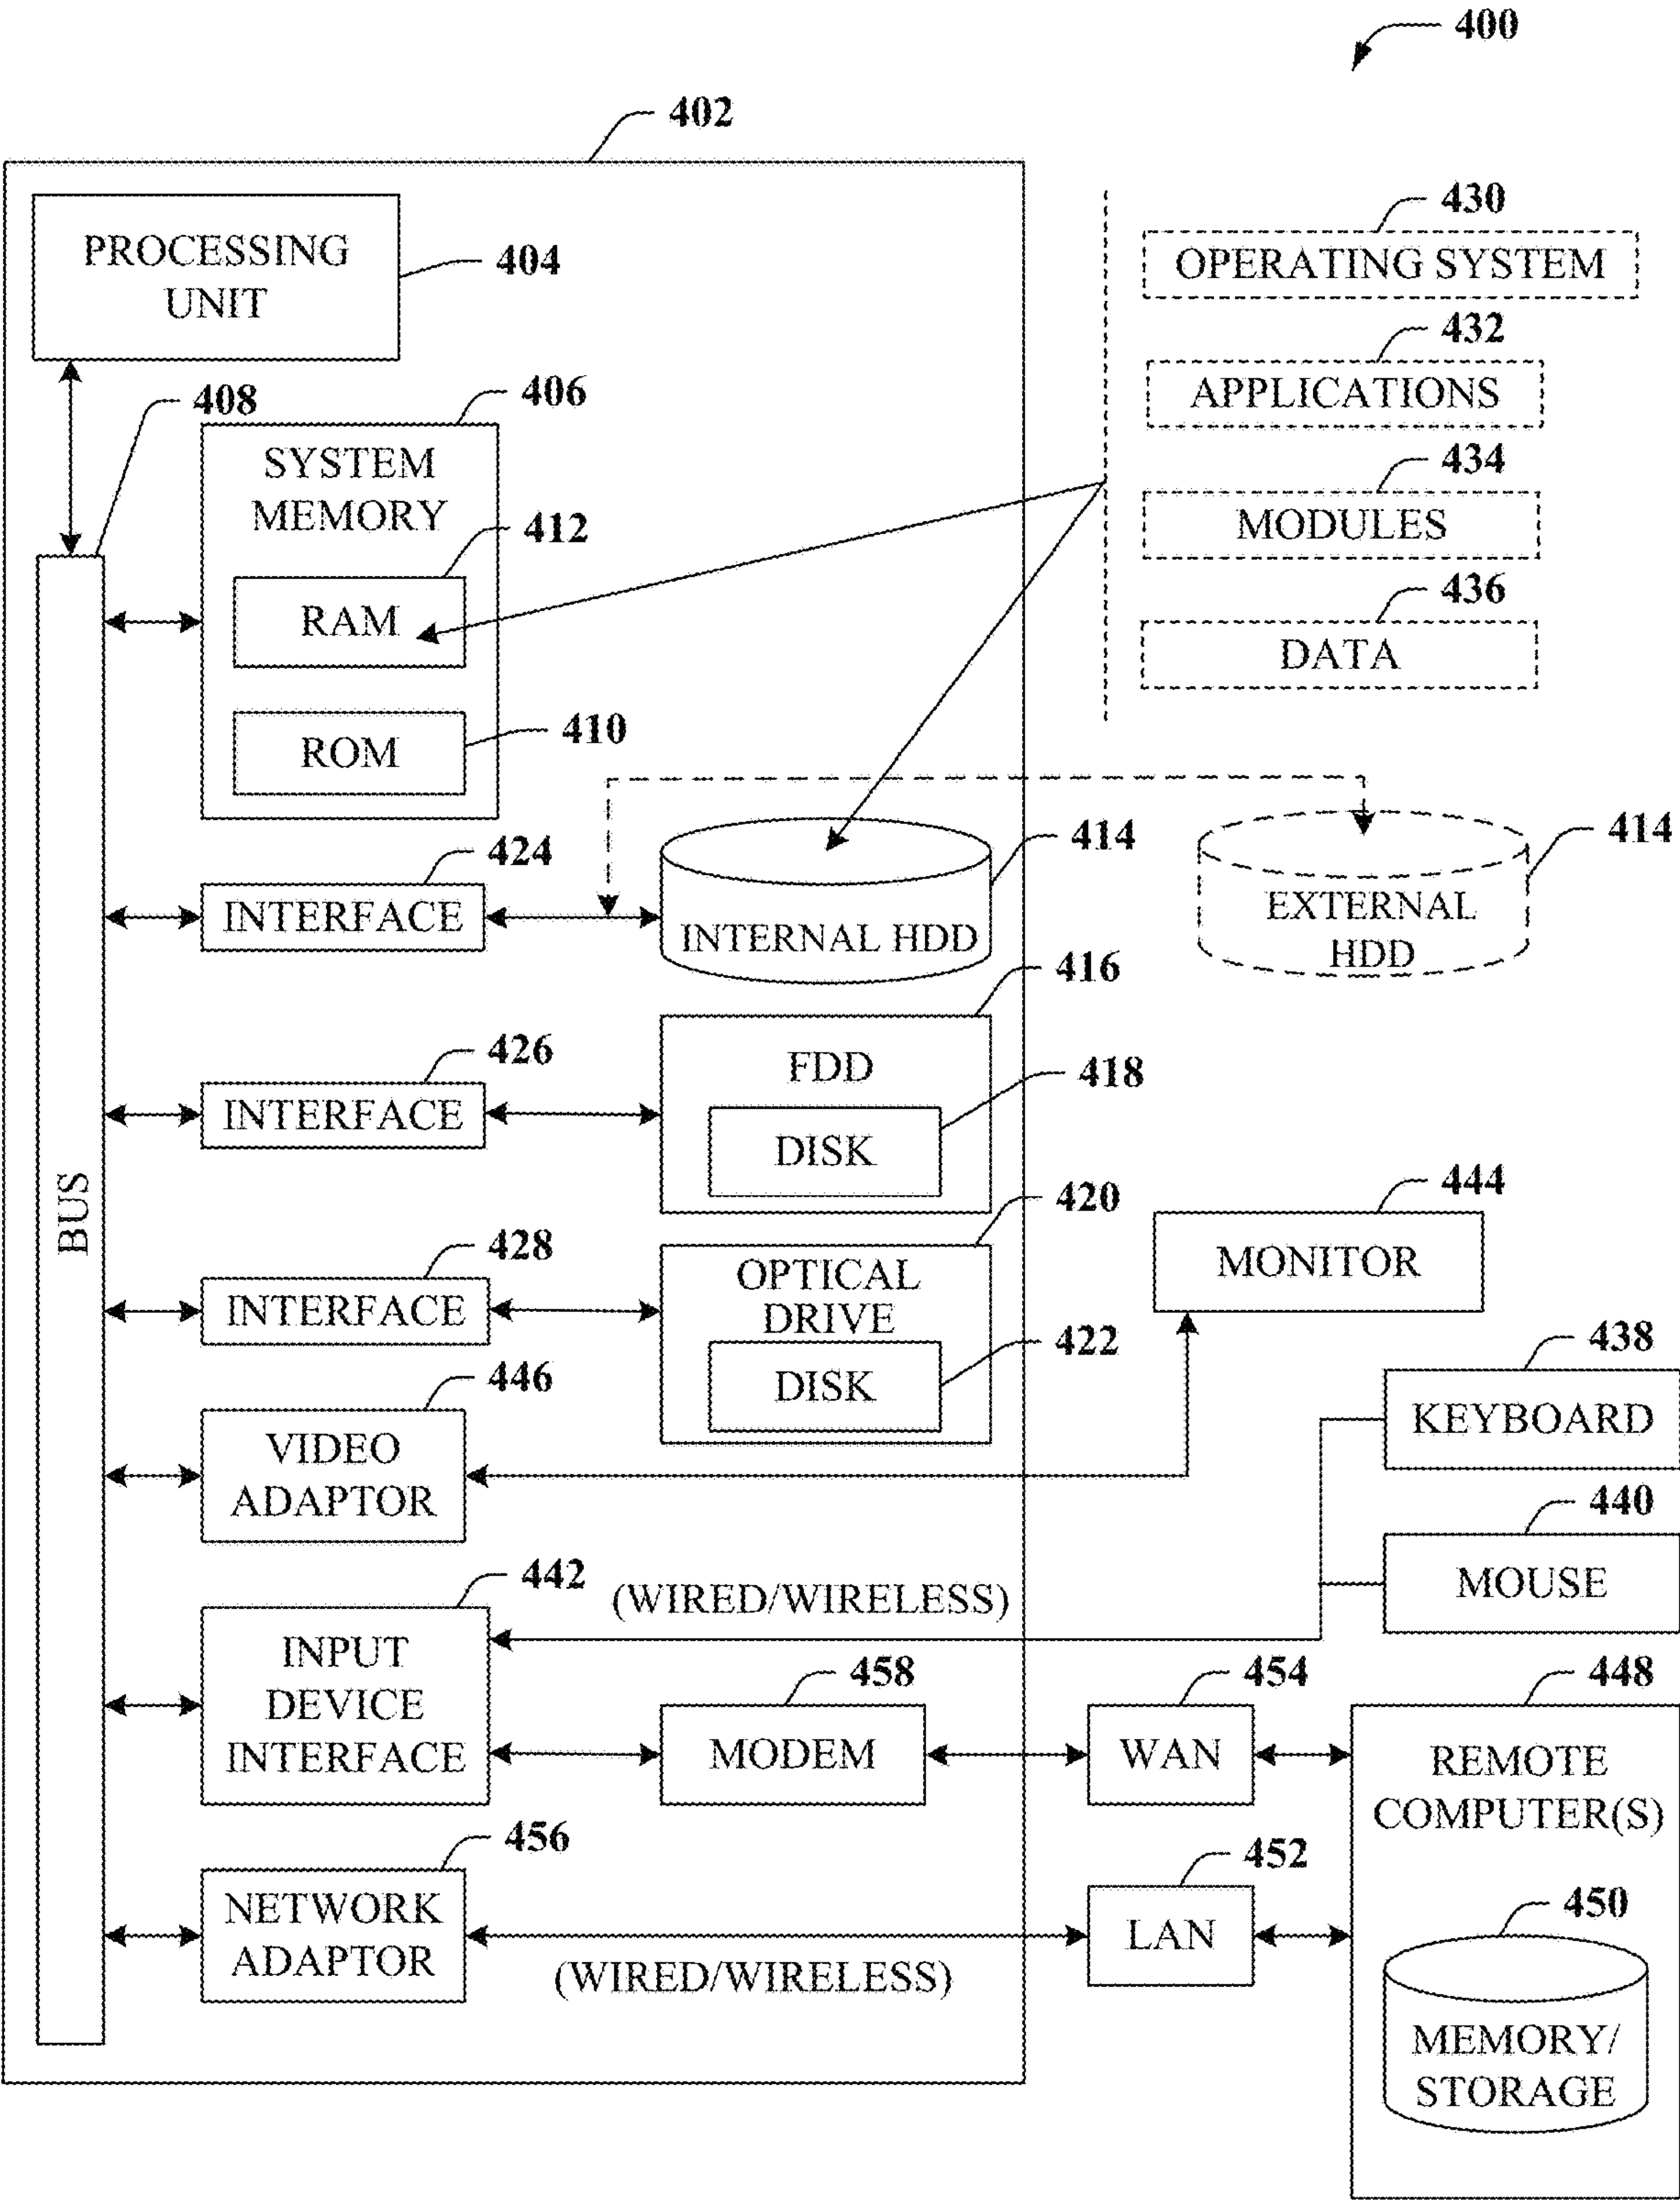 400
402
PROCESSING
UNIT
404
430
OPERATING SYSTEM
432
APPLICATIONS
434
MODULES
436
DATA
408
406
SYSTEM
MEMORY
412
RAM
410
ROM
BUS
424
INTERFACE
414
INTERNAL HDD
414
EXTERNAL
HDD
426
INTERFACE
416
FDD
418
DISK
428
INTERFACE
420
OPTICAL
DRIVE
422
DISK
444
MONITOR
446
VIDEO
ADAPTOR
438
KEYBOARD
440
MOUSE
442
INPUT
DEVICE
INTERFACE
(WIRED/WIRELESS)
458
MODEM
454
WAN
448
REMOTE
COMPUTER(S)
456
NETWORK
ADAPTOR
(WIRED/WIRELESS)
452
LAN
450
MEMORY/
STORAGE